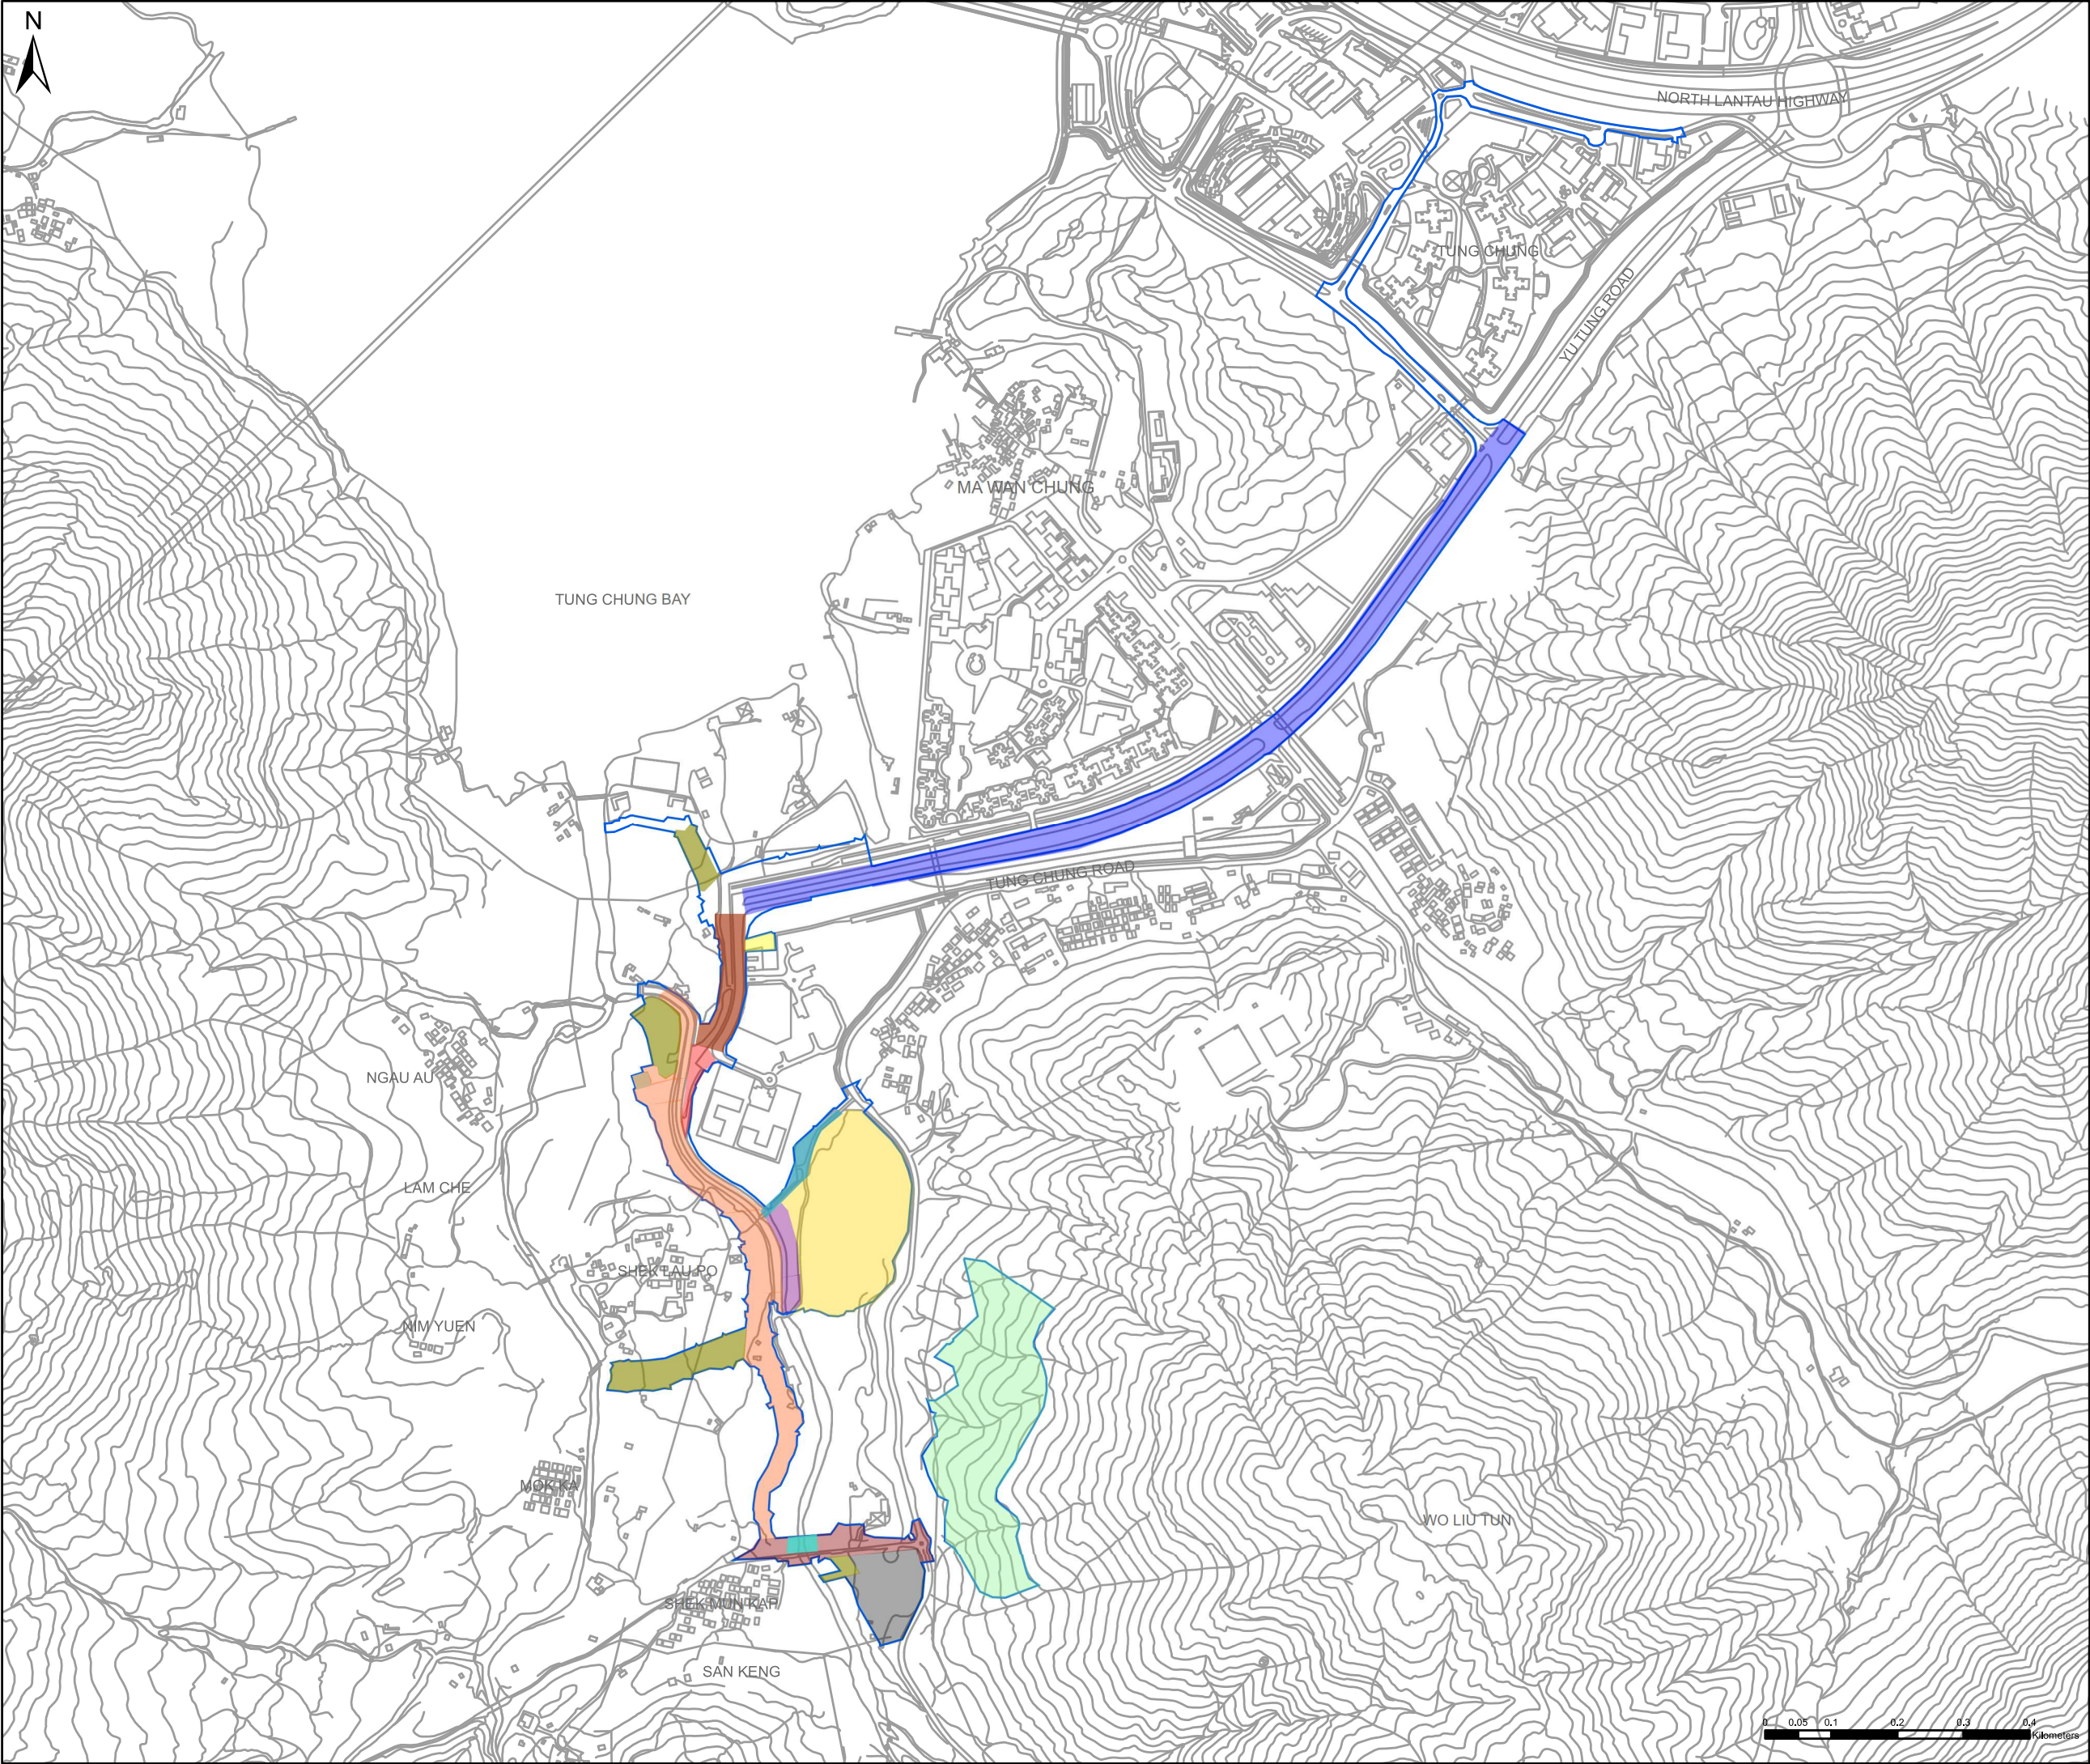 N
NORTH LANTAU HIGHWAY
TUNG CHUNG
YU TUNG ROAD
MA WAN CHUNG
TUNG CHUNG BAY
TUNG CHUNG ROAD
NGAU AU
LAM CHE
SHEK LAU PO
NIM YUEN
MOK KA
WO LIU TUN
SHEK MUN KAP
SAN KENG
0 0.05 0.1 0.2 0.3 0.4
Kilometers